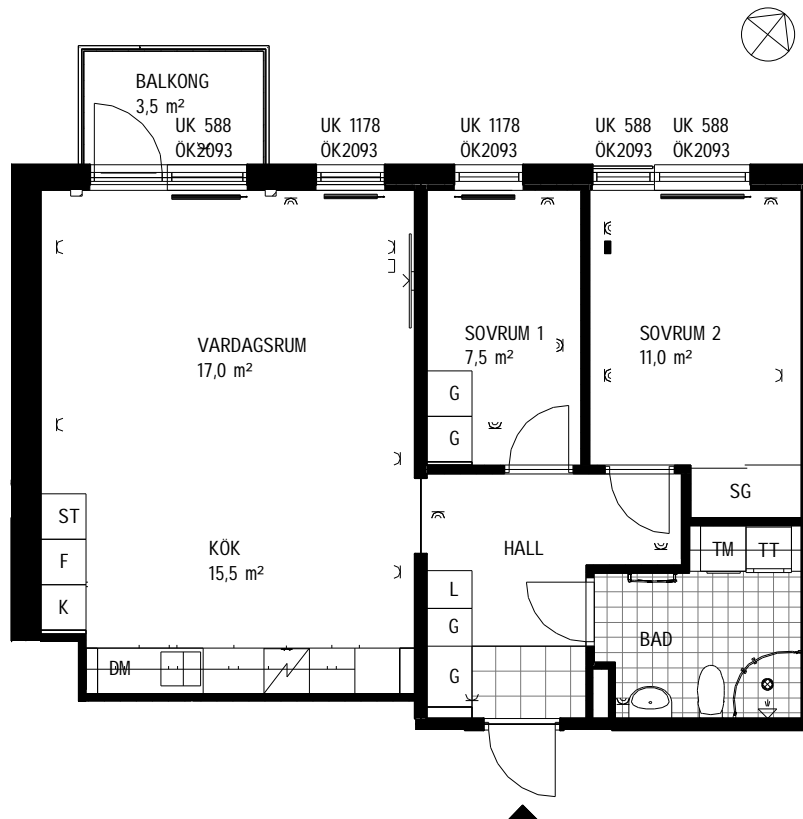 BALKONG
3,5 m²
UK 588
ÖK2093
UK 1178
ÖK2093
UK 1178
ÖK2093
UK 588
ÖK2093
UK 588
ÖK2093
VARDAGSRUM
17,0 m²
SOVRUM 1
7,5 m²
SOVRUM 2
11,0 m²
G
G
SG
ST
F
K
KÖK
15,5 m²
HALL
TM
TT
L
G
G
BAD
DM